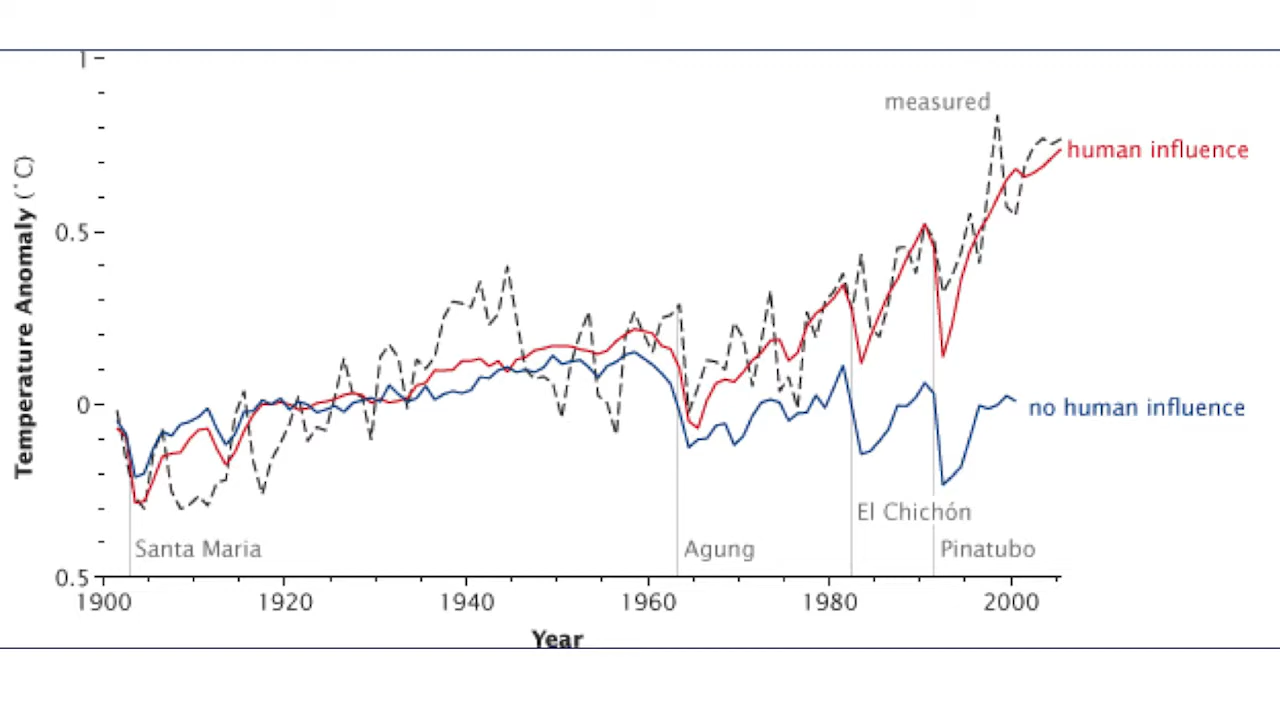 1
measured
human influence
Temperature Anomaly (˚C)
0.5
0
no human influence
El Chichón
Santa Maria
Agung
Pinatubo
0.5
1900
1920
1940
1960
1980
2000
Year